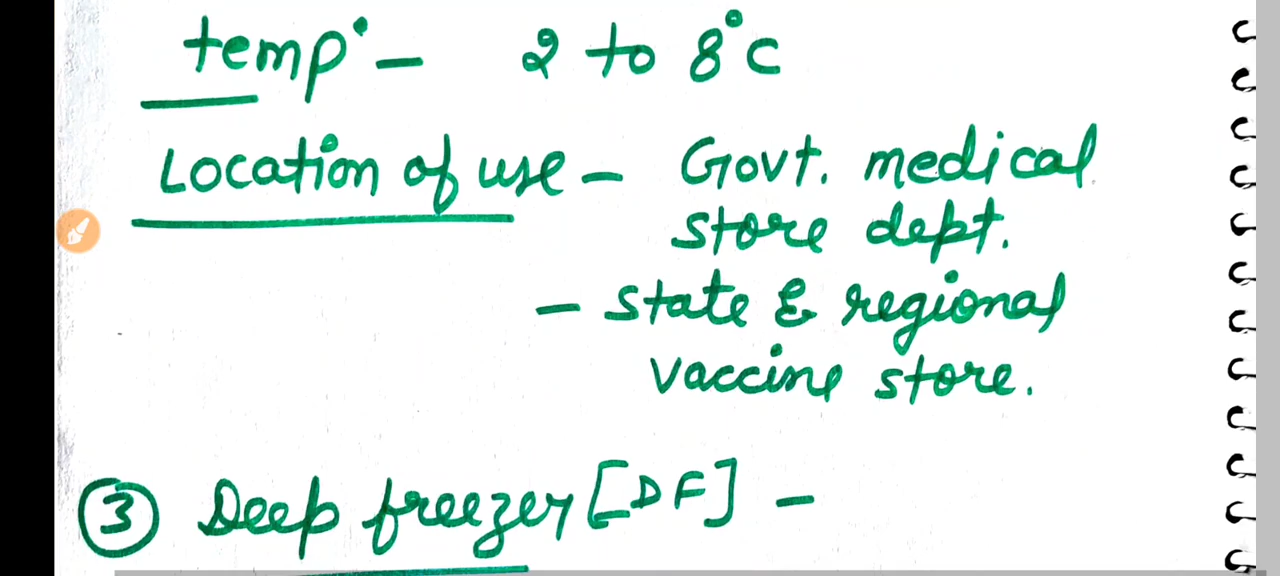 temp. - 2 to 8°c
Location of use - Govt. medical
store dept.
- state & regional
vaccine store.
③ Deep freezer [DF] -